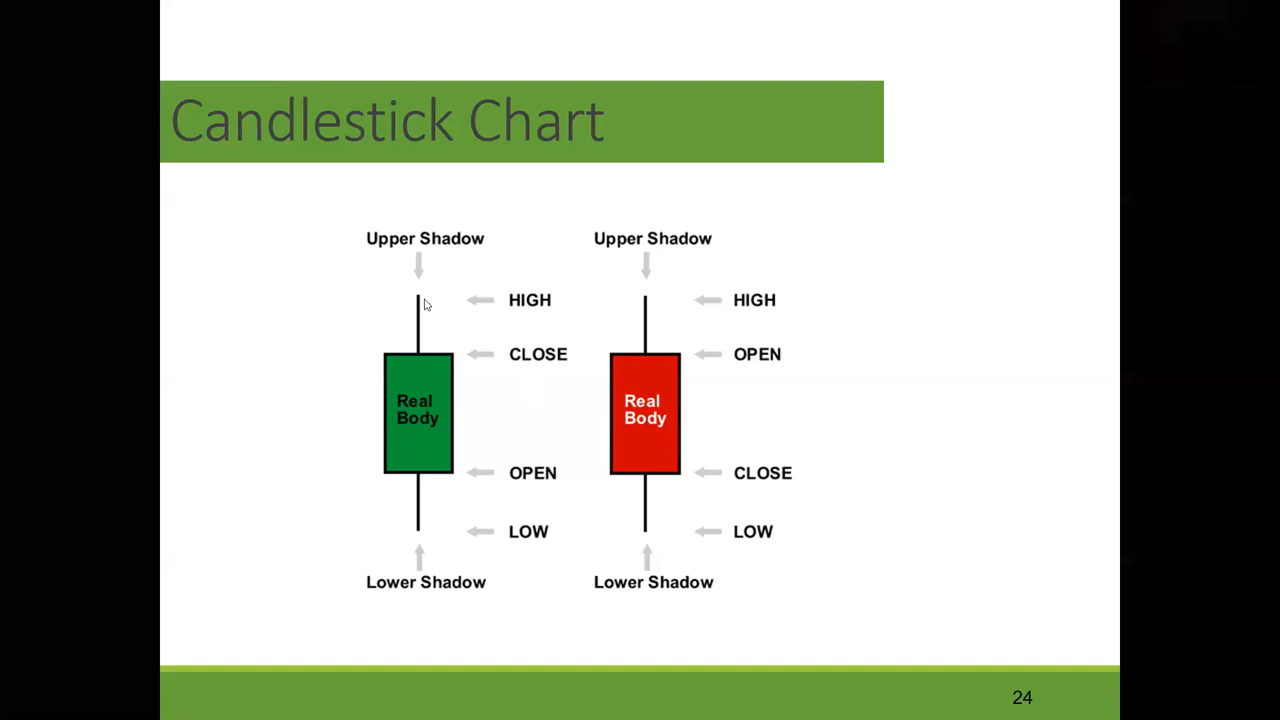 Candlestick Chart
Upper Shadow
Upper Shadow
HIGH
HIGH
CLOSE
OPEN
Real
Body
Real
Body
OPEN
CLOSE
LOW
LOW
Lower Shadow
Lower Shadow
24